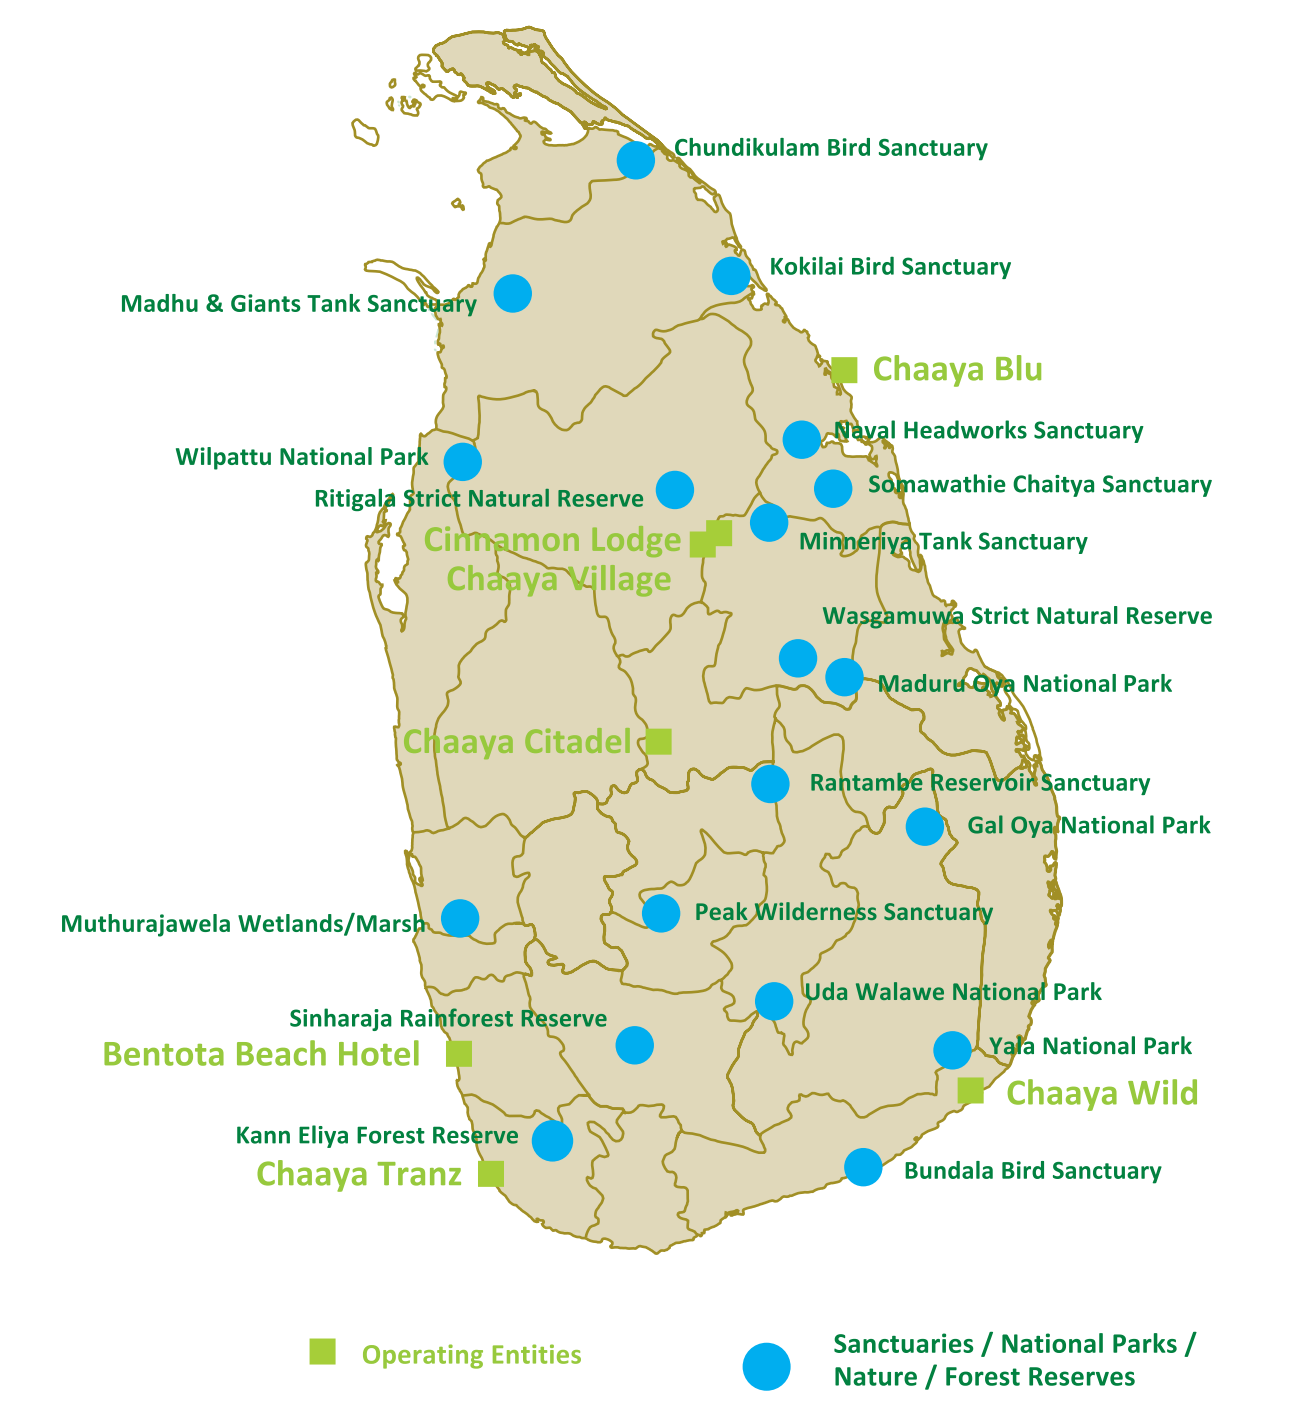 Chundikulam Bird Sanctuary
Kokilai Bird Sanctuary
Madhu & Giants Tank Sanctuary
Chaaya Blu
Naval Headworks Sanctuary
Wilpattu National Park
Somawathie Chaitya Sanctuary
Ritigala Strict Natural Reserve
Cinnamon Lodge
Minneriya Tank Sanctuary
Chaaya Village
Wasgamuwa Strict Natural Reserve
Maduru Oya National Park
Chaaya Citadel
Rantambe Reservoir Sanctuary
Gal Oya National Park
Peak Wilderness Sanctuary
Muthurajawela Wetlands/Marsh
Uda Walawe National Park
Sinharaja Rainforest Reserve
Yala National Park
Bentota Beach Hotel
Chaaya Wild
Kann Eliya Forest Reserve
Bundala Bird Sanctuary
Chaaya Tranz
Operating Entities
Sanctuaries / National Parks /
Nature / Forest Reserves